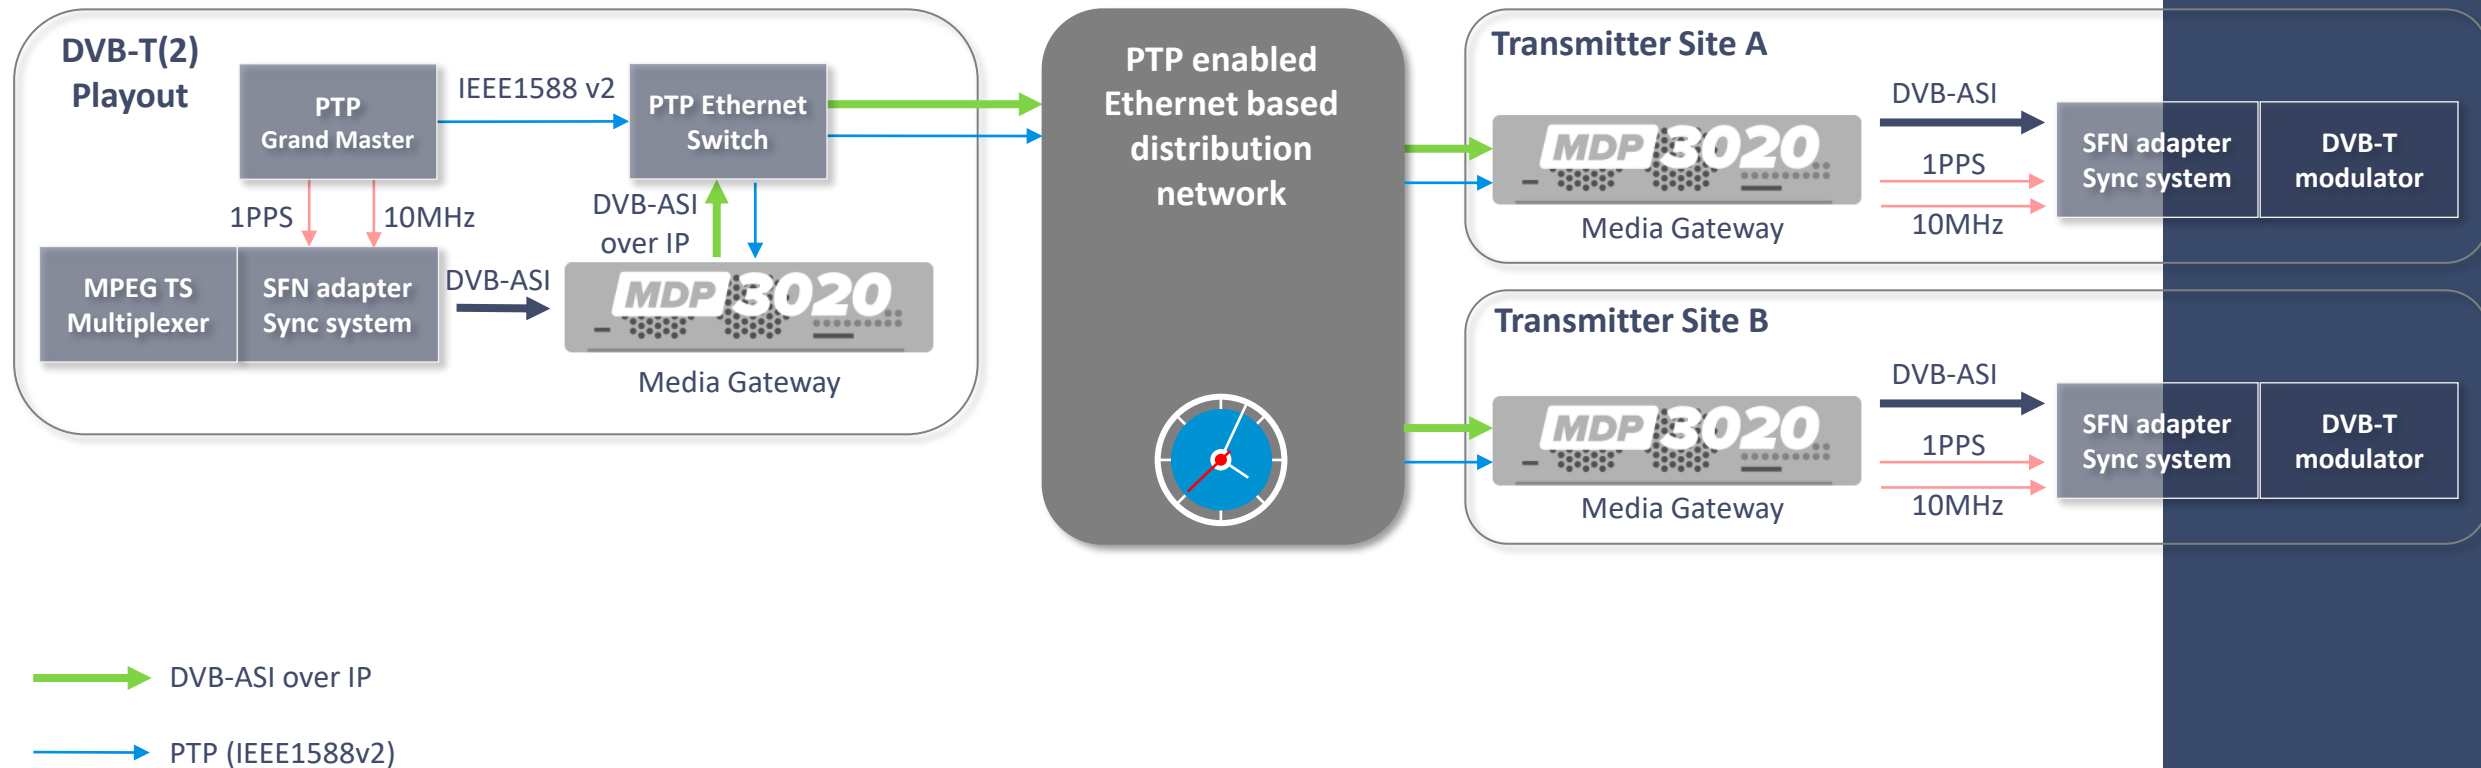 DVB-T(2)
Playout
PTP
Grand Master
IEEE1588 v2
PTP Ethernet
Switch
1PPS
10MHz
DVB-ASI
over IP
MPEG TS
Multiplexer
SFN adapter
Sync system
DVB-ASI
MDP 3020
Media Gateway
PTP enabled
Ethernet based
distribution
network
Transmitter Site A
MDP 3020
Media Gateway
DVB-ASI
1PPS
10MHz
SFN adapter
Sync system
DVB-T
modulator
Transmitter Site B
MDP 3020
Media Gateway
DVB-ASI
1PPS
10MHz
SFN adapter
Sync system
DVB-T
modulator
DVB-ASI over IP
PTP (IEEE1588v2)